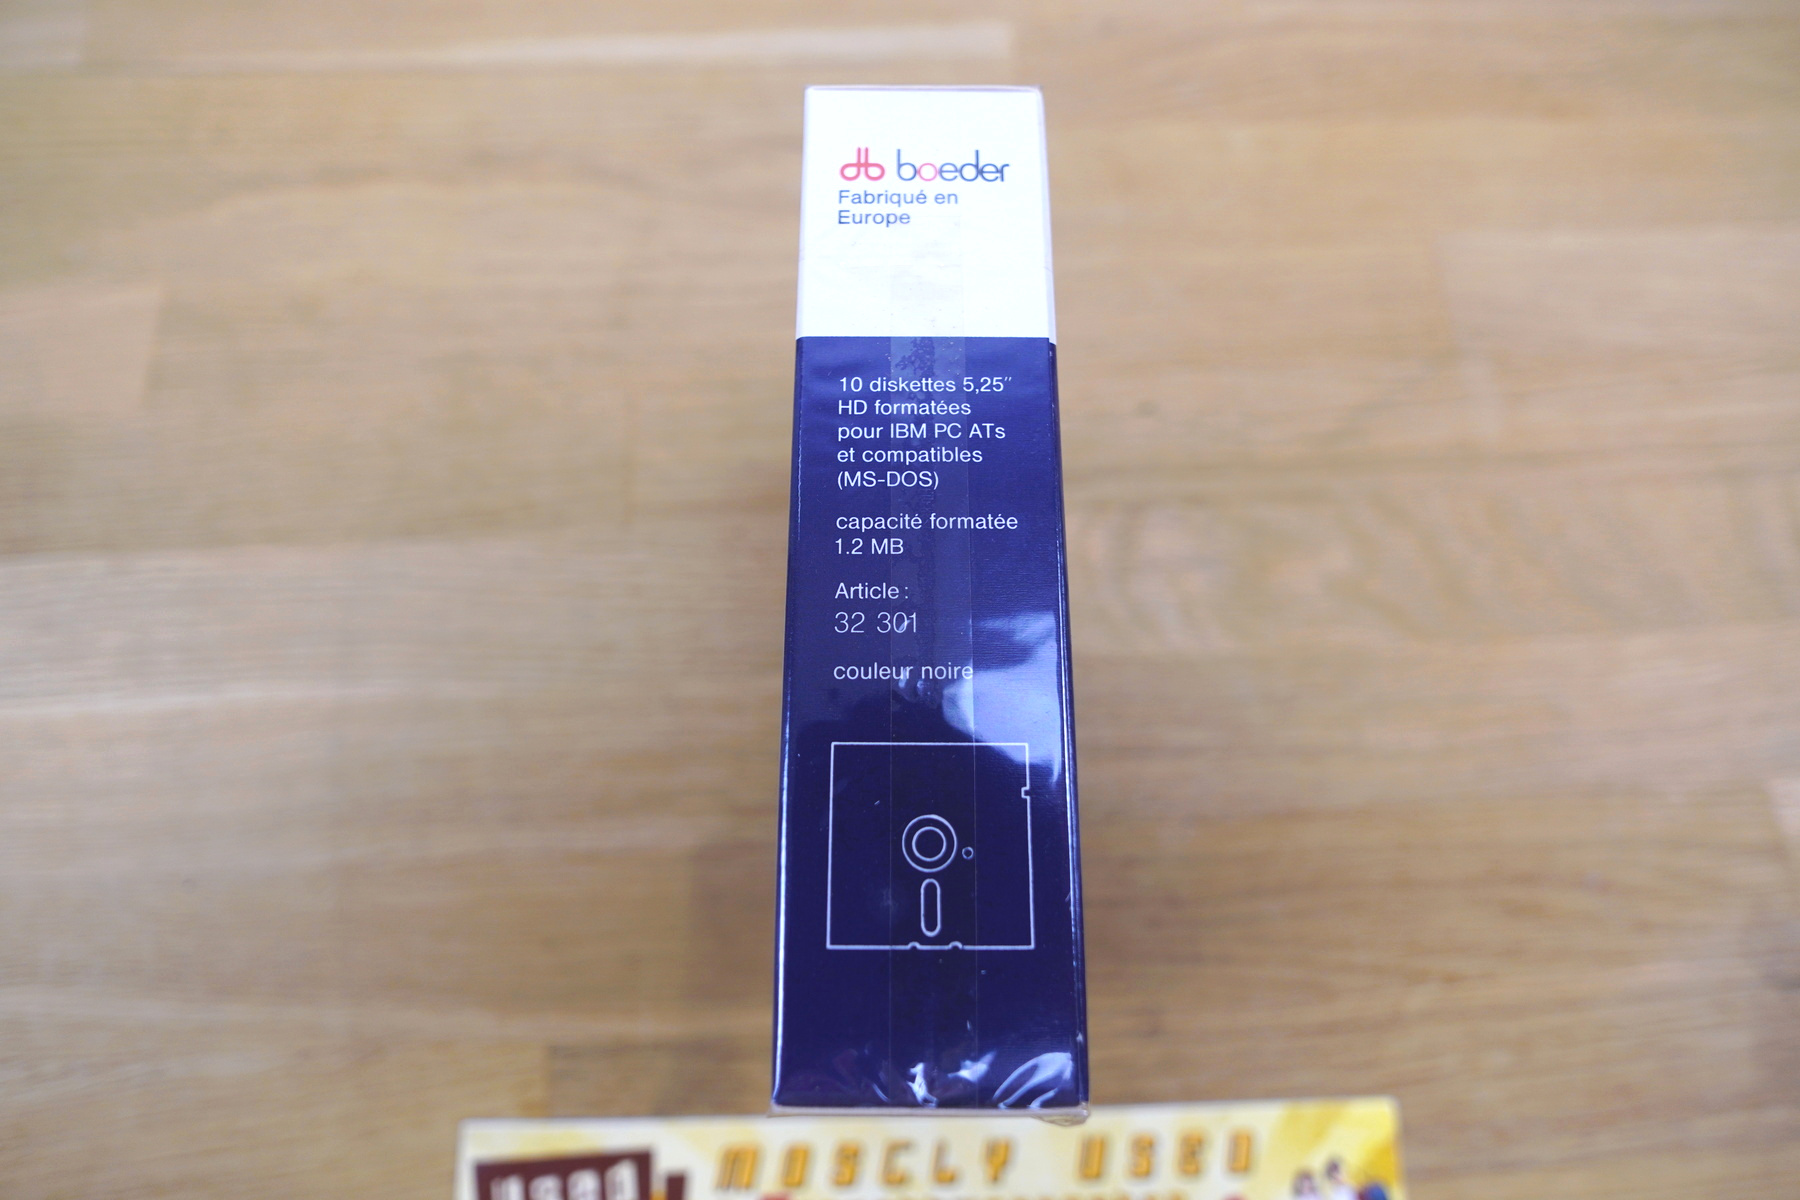 boeder
Fabriqué en
Europe
10 diskettes 5,25"
HD formatées
pour IBM PC ATs
et compatibles
(MS-DOS)
capacité formatée
1.2 MB
Article:
32 301
couleur noire
MOSCLY USED